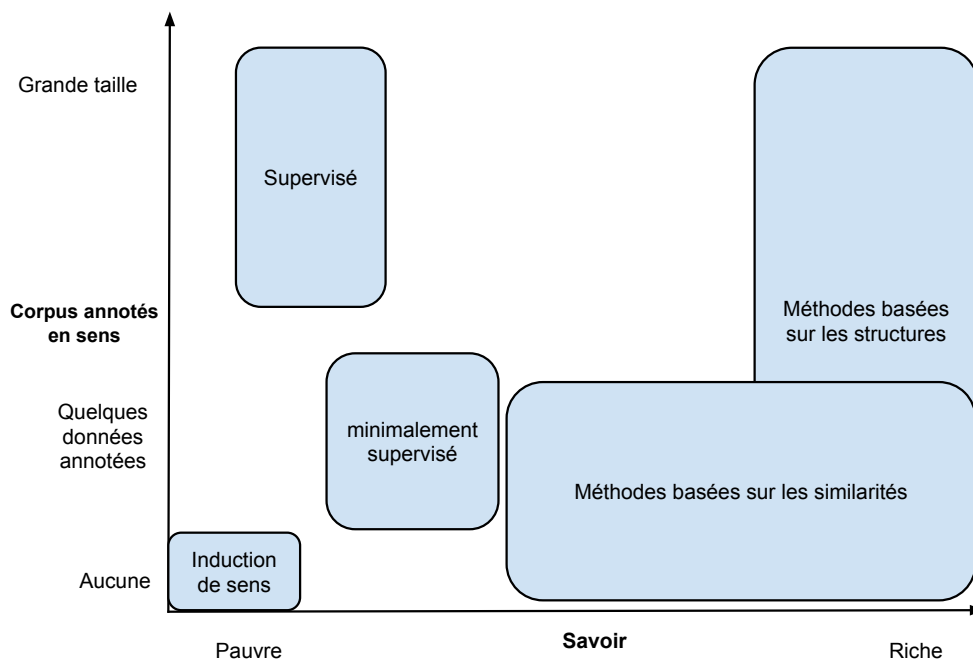 Grande taille
Supervisé
Corpus annotés
en sens
Méthodes basées
sur les structures
Quelques
données
annotées
minimalement
supervisé
Méthodes basées sur les similarités
Aucune
Induction
de sens
Pauvre
Savoir
Riche